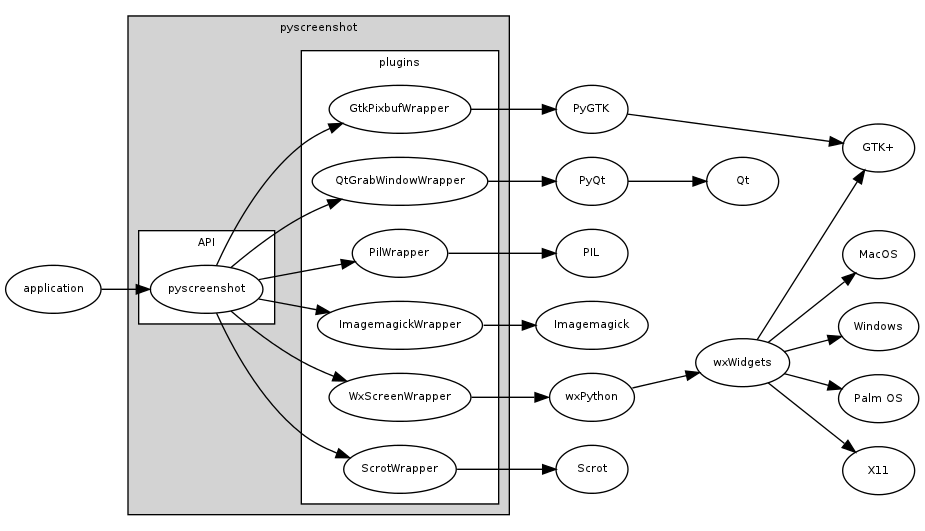 pyscreenshot
plugins
GtkPixbufWrapper
PyGTK
GTK+
QtGrabWindowWrapper
PyQt
Qt
API
PilWrapper
PIL
MacOS
application
pyscreenshot
ImagemagickWrapper
Imagemagick
Windows
wxWidgets
WxScreenWrapper
wxPython
Palm OS
ScrotWrapper
Scrot
X11